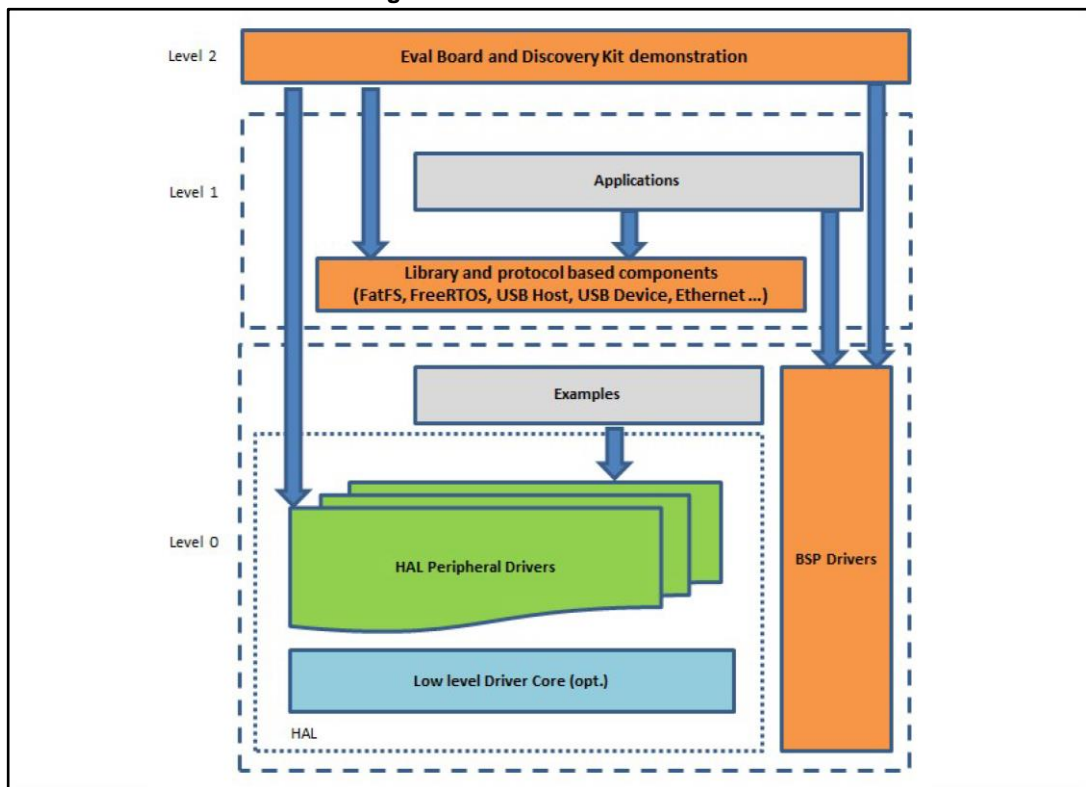 Level 2
Eval Board and Discovery Kit demonstration
Level 1
Applications
Library and protocol based components
(FatFS, FreeRTOS, USB Host, USB Device, Ethernet ...)
Examples
Level 0
HAL Peripheral Drivers
BSP Drivers
Low level Driver Core (opt.)
HAL